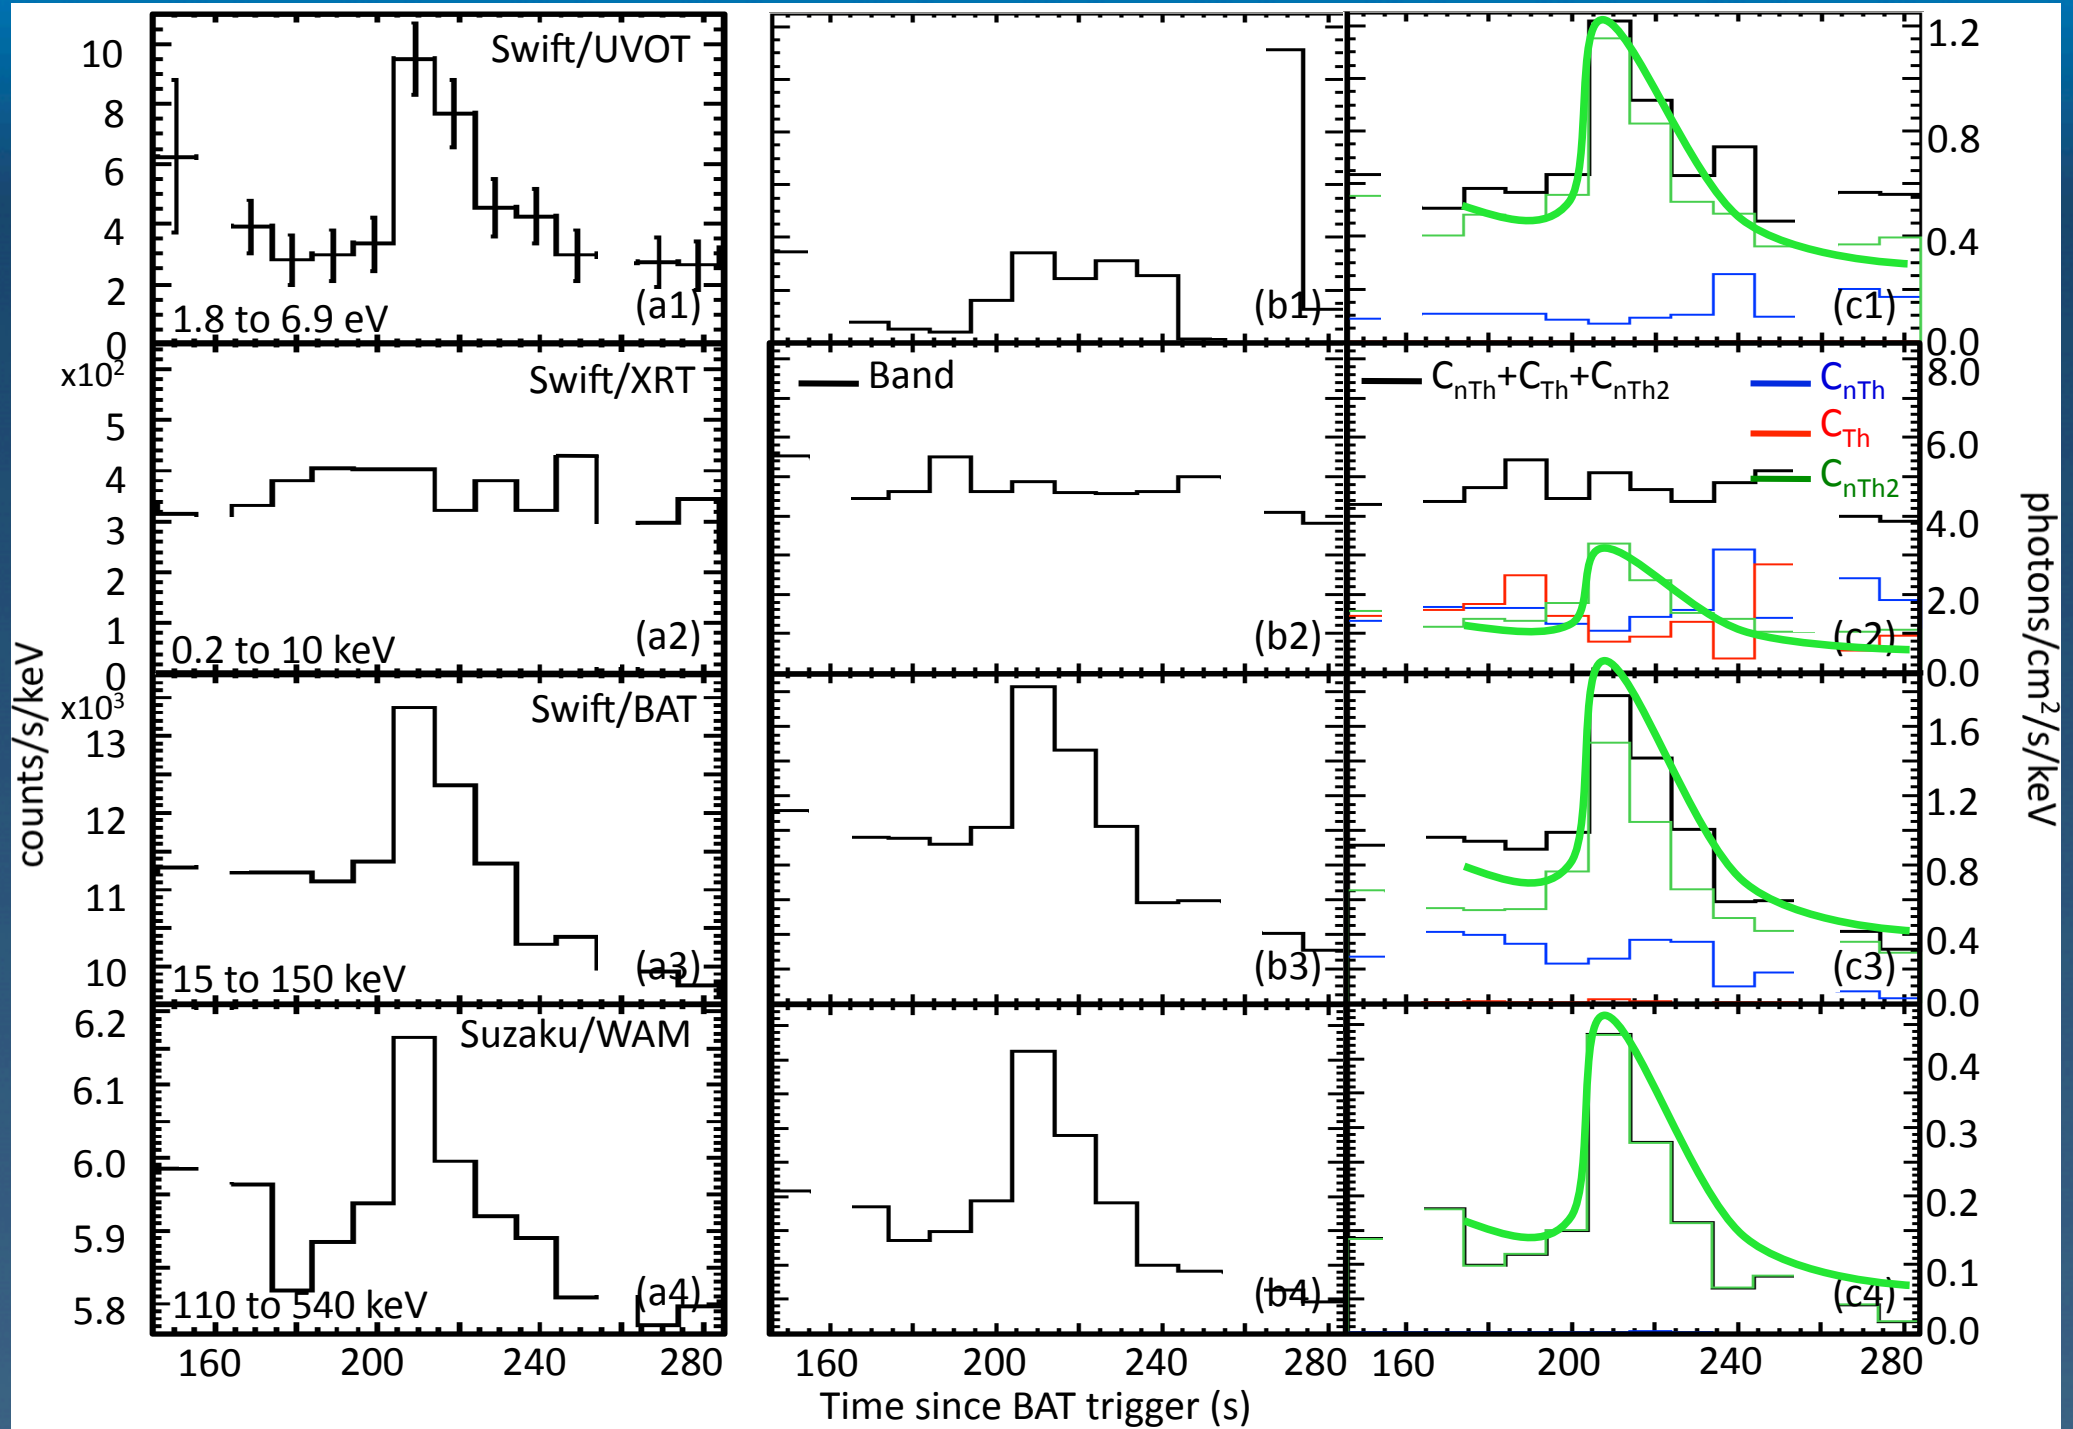 Swift/UVOT
10
8
6
4
2
0
1.8 to 6.9 eV
(a1)
(b1)
(c1)
1.2
0.8
0.4
0.0
x10²
Swift/XRT
5
4
3
2
1
0
0.2 to 10 keV
(a2)
Band
(b2)
C_nTh+C_Th+C_nTh2
C_nTh
C_Th
C_nTh2
(c2)
8.0
6.0
4.0
2.0
0.0
x10³
Swift/BAT
13
12
11
10
15 to 150 keV
(a3)
(b3)
(c3)
1.6
1.2
0.8
0.4
0.0
6.2
Suzaku/WAM
6.1
6.0
5.9
5.8
110 to 540 keV
(a4)
(b4)
(c4)
0.4
0.3
0.2
0.1
0.0
counts/s/keV
photons/cm²/s/keV
160 200 240 280
160 200 240 280
160 200 240 280
Time since BAT trigger (s)